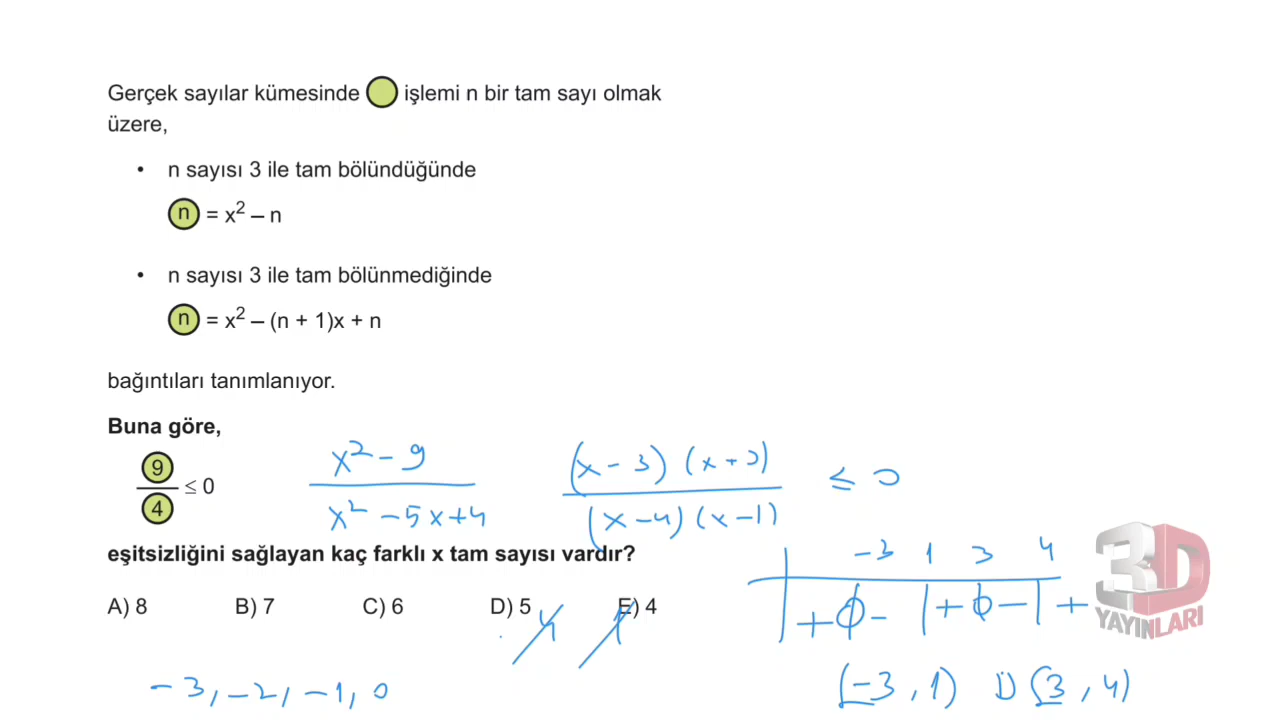 Gerçek sayılar kümesinde işlemi n bir tam sayı olmak
üzere,
• n sayısı 3 ile tam bölündüğünde
n = x² – n
• n sayısı 3 ile tam bölünmediğinde
n = x² – (n + 1)x + n
bağıntıları tanımlanıyor.
Buna göre,
9/4 ≤ 0
x² - 9 / x² - 5x+4
(x - 3) (x + 3) / (x - 4) (x - 1) ≤ 0
eşitsizliğini sağlayan kaç farklı x tam sayısı vardır?
-3 1 3 4
+ - + - +
A) 8 B) 7 C) 6 D) 5 E) 4
4 1
-3, -2, -1, 0
[-3, 1) U [3, 4)
3D
YAYINLARI